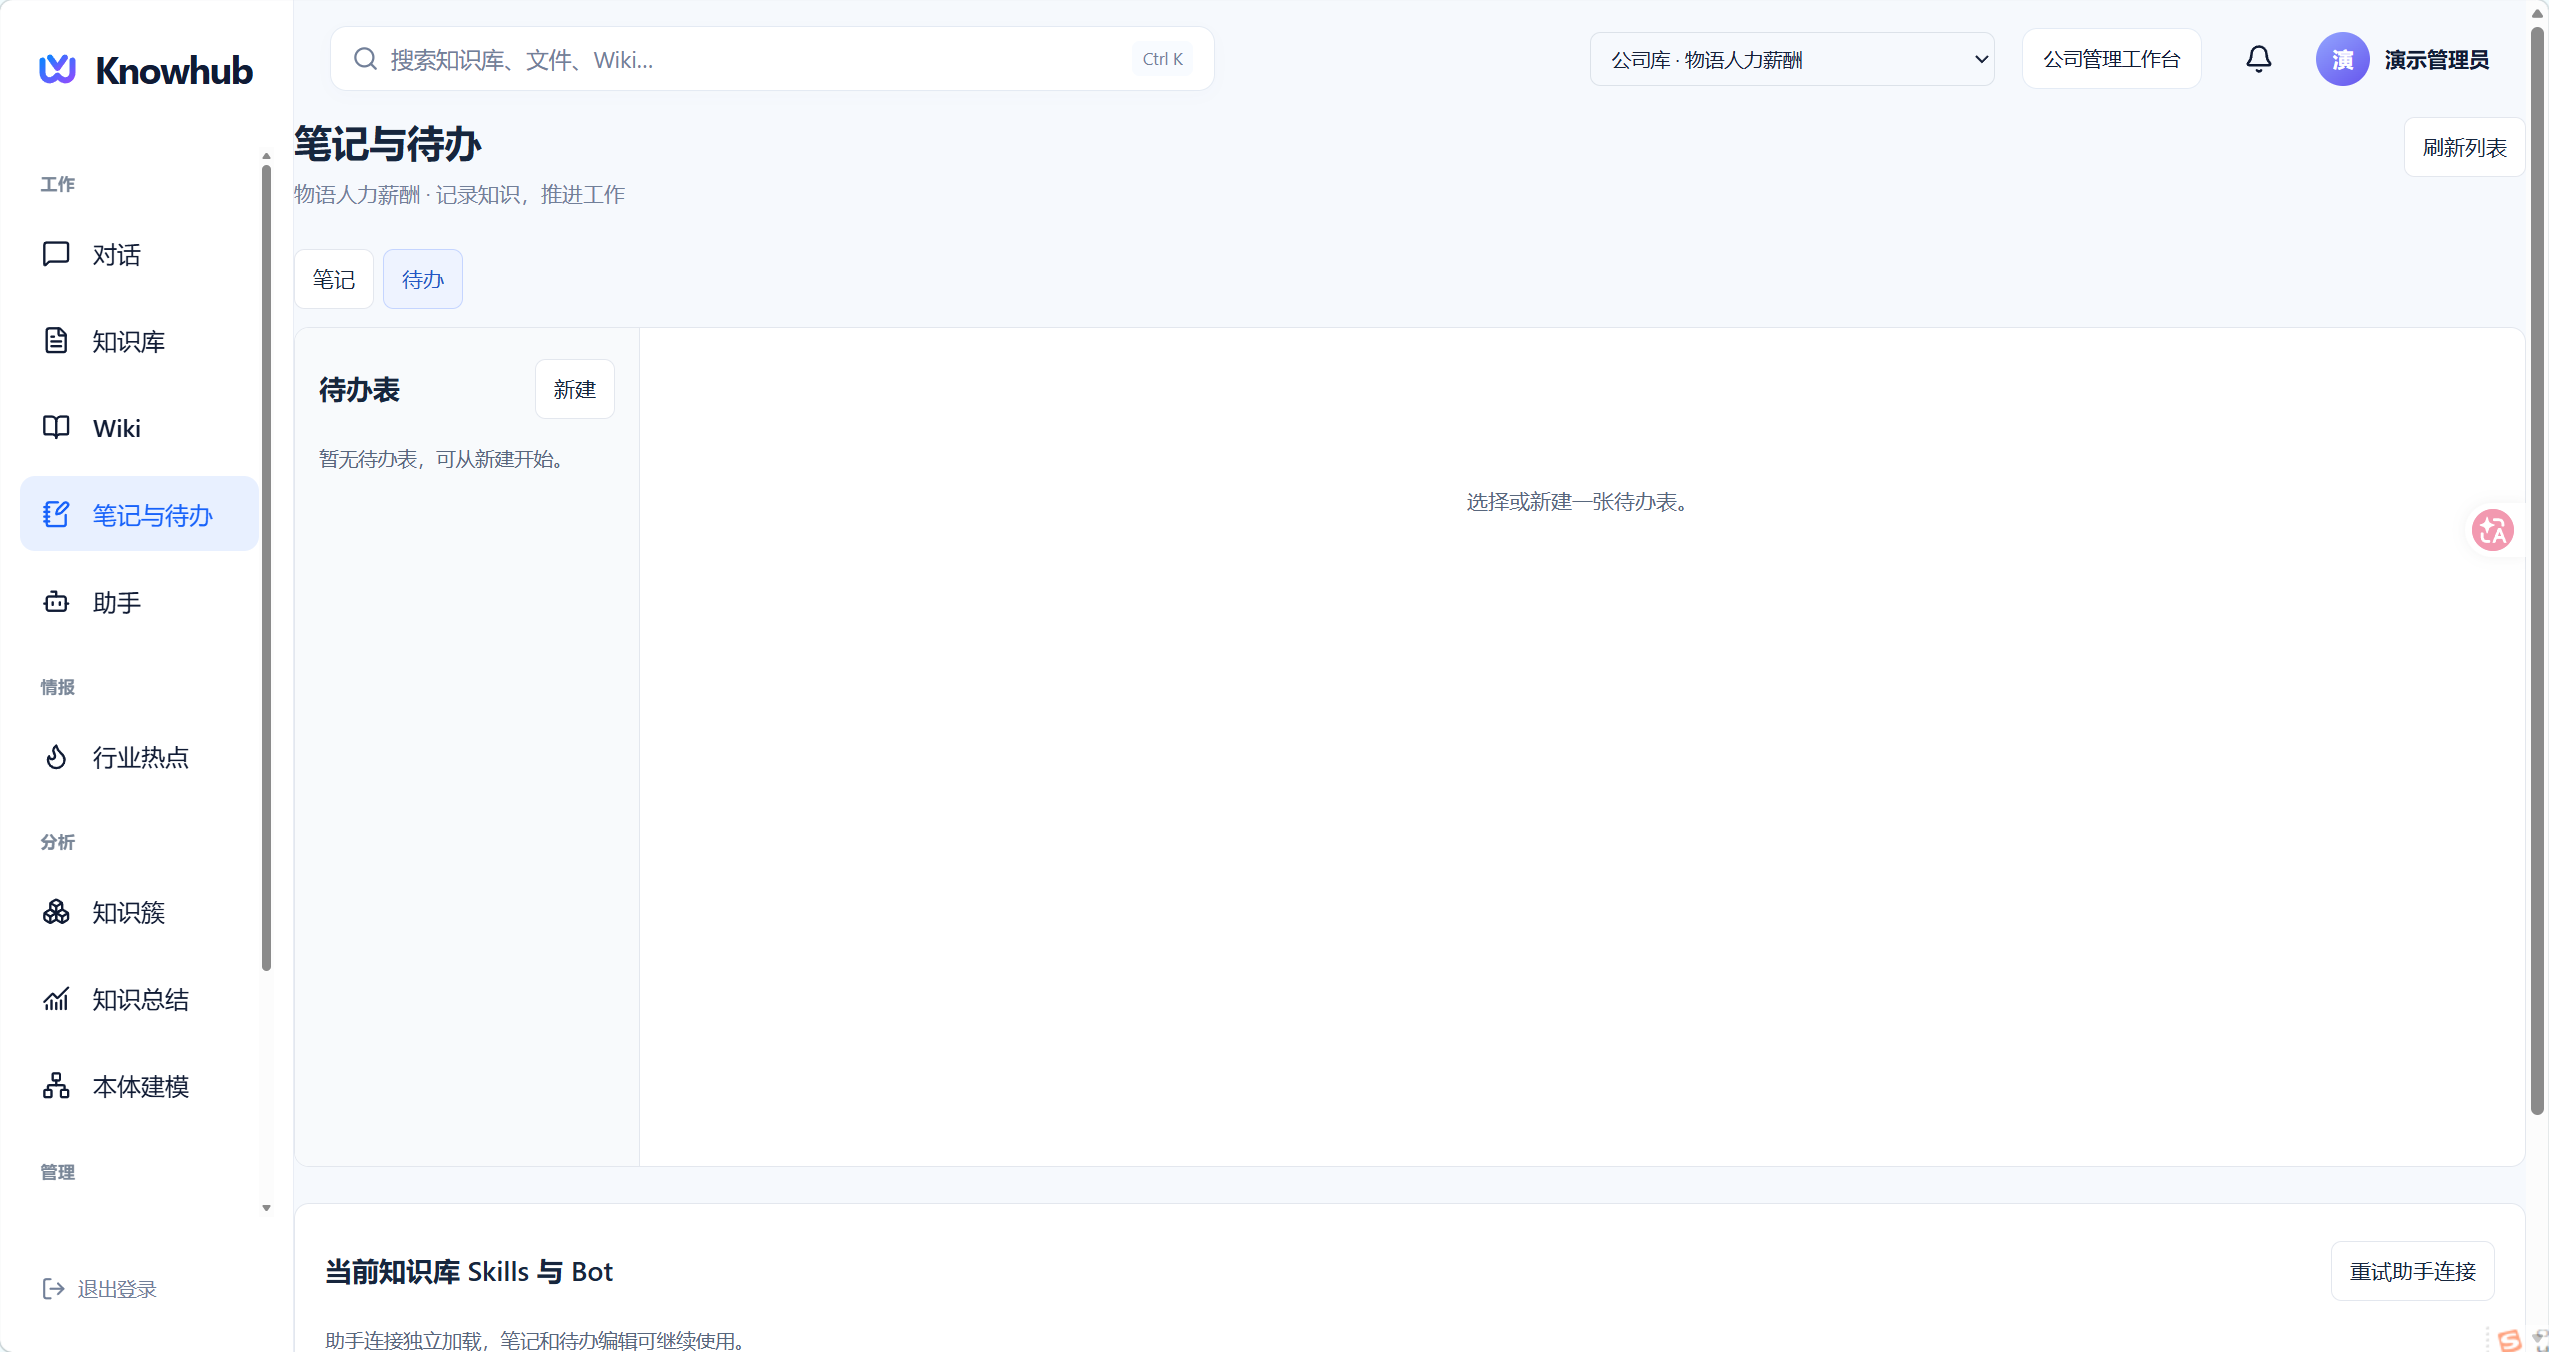 Knowhub
搜索知识库、文件、Wiki...
Ctrl K
公司库 · 物语人力薪酬
公司管理工作台
演
演示管理员
工作
对话
知识库
Wiki
笔记与待办
助手
情报
行业热点
分析
知识簇
知识总结
本体建模
管理
退出登录
笔记与待办
刷新列表
物语人力薪酬 · 记录知识，推进工作
笔记
待办
待办表
新建
暂无待办表，可从新建开始。
选择或新建一张待办表。
当前知识库 Skills 与 Bot
重试助手连接
助手连接独立加载，笔记和待办编辑可继续使用。